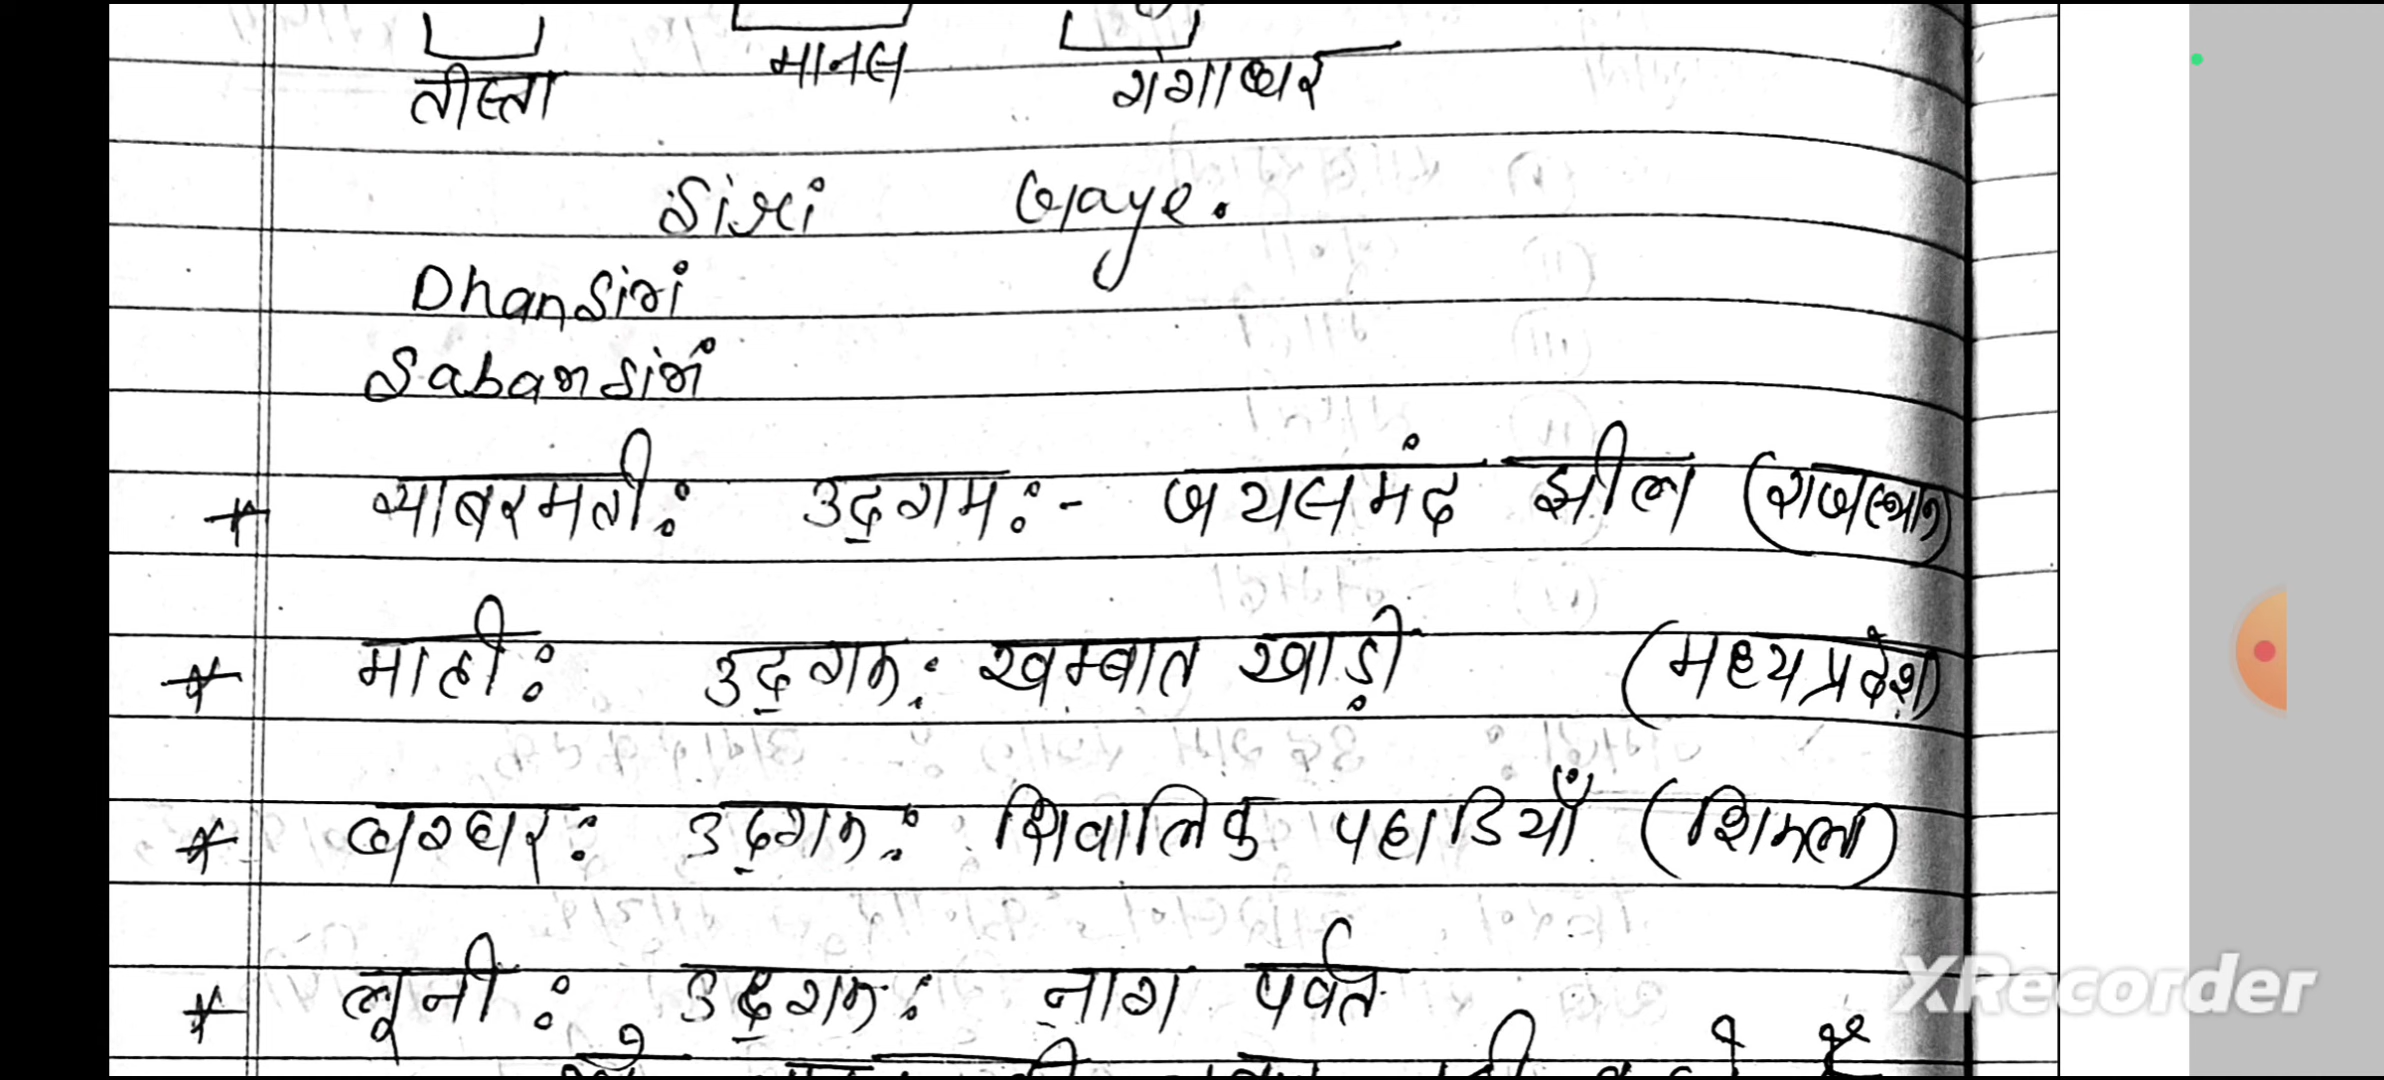 तीस्ता मानस गंगाधर
Siri Gaye.
Dhansiri
Sabansiri
साबरमती: उद्गम:- जयसमंद झील (राजस्थान)
माही: उद्गम: खम्बात खाड़ी (मध्यप्रदेश)
घग्घर: उद्गम: शिवालिक पहाडियाँ (शिमला)
लूनी: उद्गम: नाग पर्वत
XRecorder